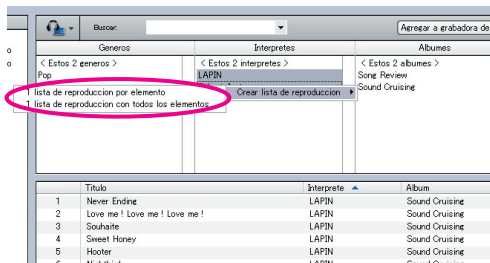 Buscar:
Agregar a grabadora de
Generos Interpretes Albumes
o < Estos 2 generos > < Estos 2 interpretes > < Estos 2 albumes >
Pop LAPIN Song Review
Crear lista de reproduccion Sound Cruising
1 lista de reproduccion por elemento
1 lista de reproduccion con todos los elementos
Titulo Interprete Album
1 Never Ending LAPIN Sound Cruising
2 Love me ! Love me ! Love me ! LAPIN Sound Cruising
3 Souhaite LAPIN Sound Cruising
4 Sweet Honey LAPIN Sound Cruising
5 Hooter LAPIN Sound Cruising